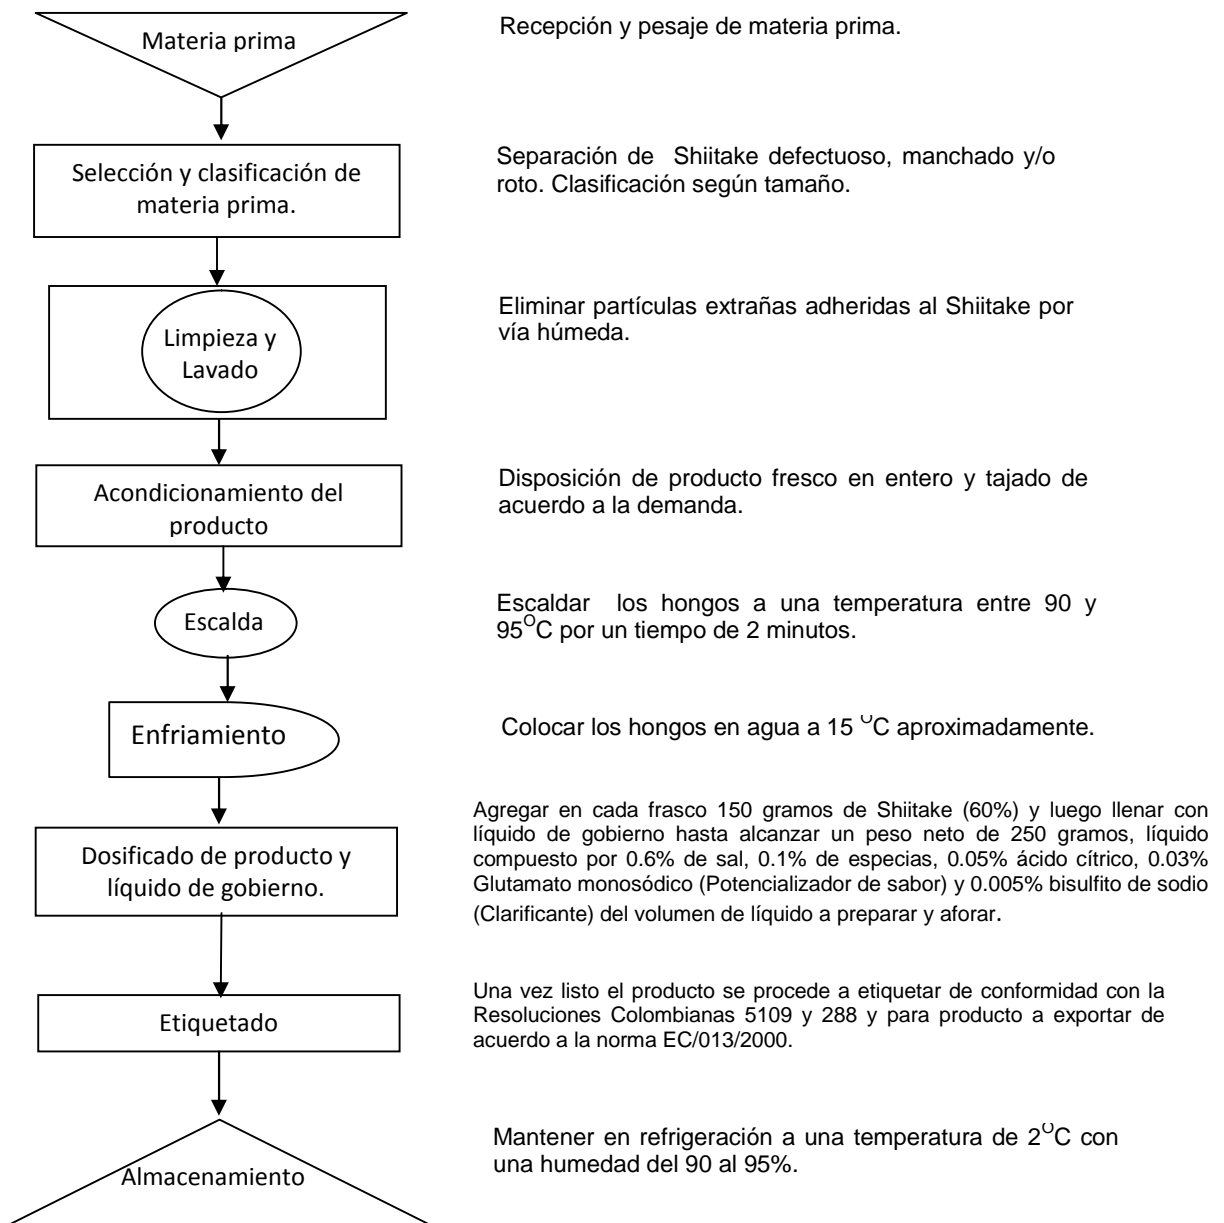 Materia prima
Recepción y pesaje de materia prima.
Selección y clasificación de
materia prima.
Separación de Shiitake defectuoso, manchado y/o
roto. Clasificación según tamaño.
Limpieza y
Lavado
Eliminar partículas extrañas adheridas al Shiitake por
vía húmeda.
Acondicionamiento del
producto
Disposición de producto fresco en entero y tajado de
acuerdo a la demanda.
Escalda
Escaldar los hongos a una temperatura entre 90 y
95°C por un tiempo de 2 minutos.
Enfriamiento
Colocar los hongos en agua a 15 °C aproximadamente.
Dosificado de producto y
líquido de gobierno.
Agregar en cada frasco 150 gramos de Shiitake (60%) y luego llenar con
líquido de gobierno hasta alcanzar un peso neto de 250 gramos, líquido
compuesto por 0.6% de sal, 0.1% de especias, 0.05% ácido cítrico, 0.03%
Glutamato monosódico (Potencializador de sabor) y 0.005% bisulfito de sodio
(Clarificante) del volumen de líquido a preparar y aforar.
Etiquetado
Una vez listo el producto se procede a etiquetar de conformidad con la
Resoluciones Colombianas 5109 y 288 y para producto a exportar de
acuerdo a la norma EC/013/2000.
Almacenamiento
Mantener en refrigeración a una temperatura de 2°C con
una humedad del 90 al 95%.